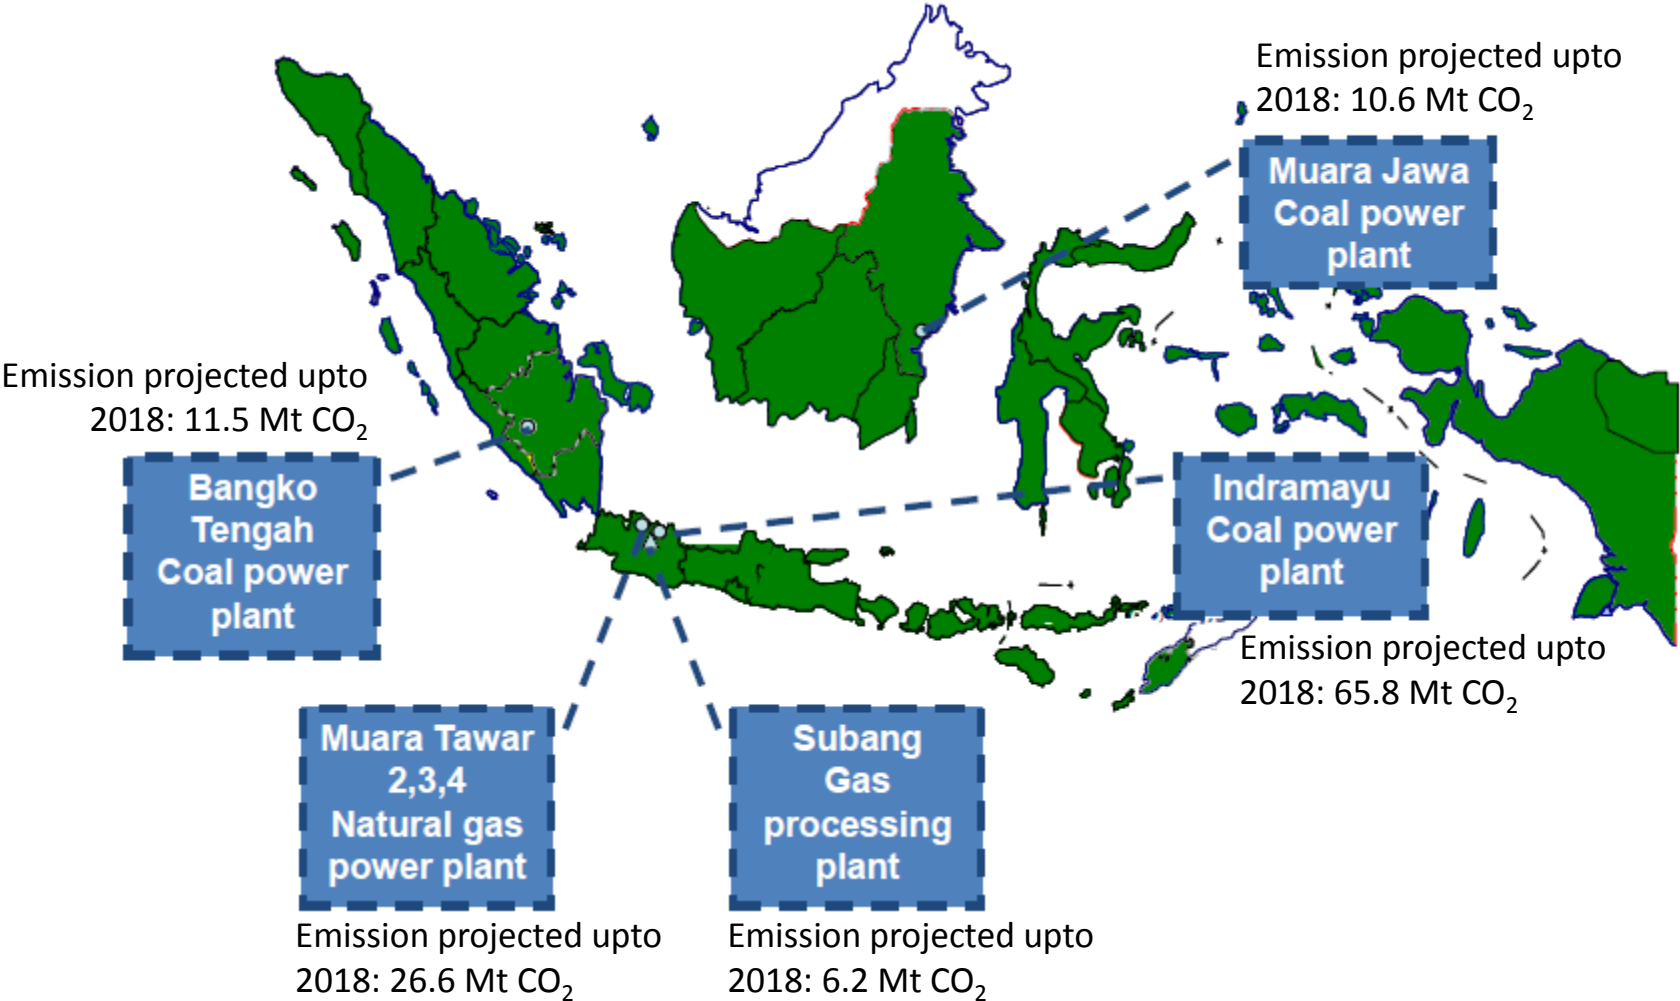 Emission projected upto
2018: 10.6 Mt CO₂
Muara Jawa
Coal power
plant
Emission projected upto
2018: 11.5 Mt CO₂
Bangko
Tengah
Coal power
plant
Indramayu
Coal power
plant
Emission projected upto
2018: 65.8 Mt CO₂
Muara Tawar
2,3,4
Natural gas
power plant
Emission projected upto
2018: 26.6 Mt CO₂
Subang
Gas
processing
plant
Emission projected upto
2018: 6.2 Mt CO₂